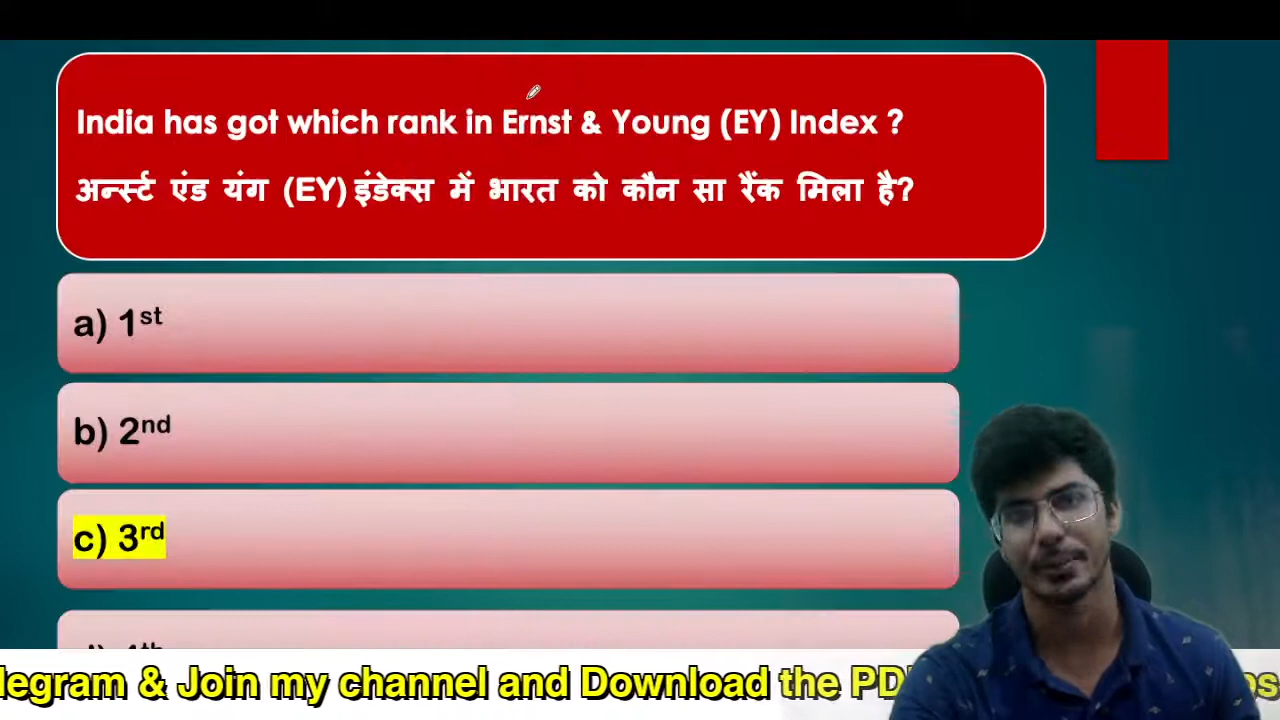 India has got which rank in Ernst & Young (EY) Index ?
अर्न्स्ट एंड यंग (EY) इंडेक्स में भारत को कौन सा रैंक मिला है?
a) 1st
b) 2nd
c) 3rd
legram & Join my channel and Download the